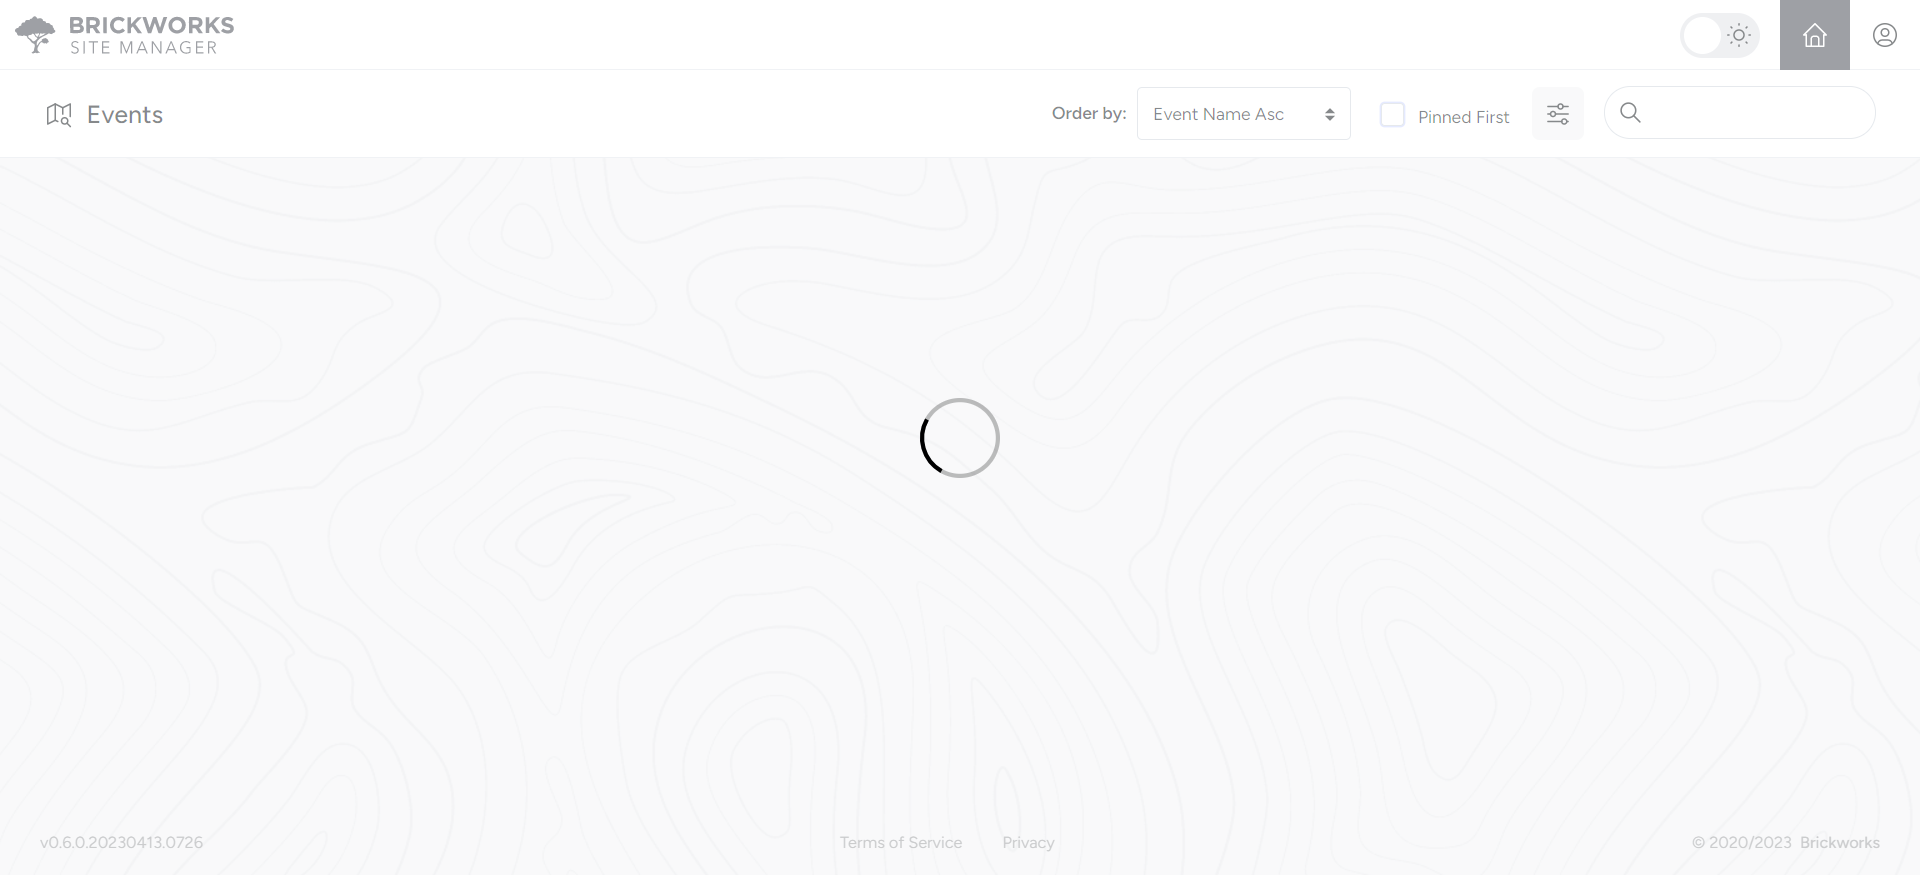 BRICKWORKS
SITE MANAGER
Events
Order by:
Event Name Asc
Pinned First
v0.6.0.20230413.0726
Terms of Service
Privacy
© 2020/2023 Brickworks